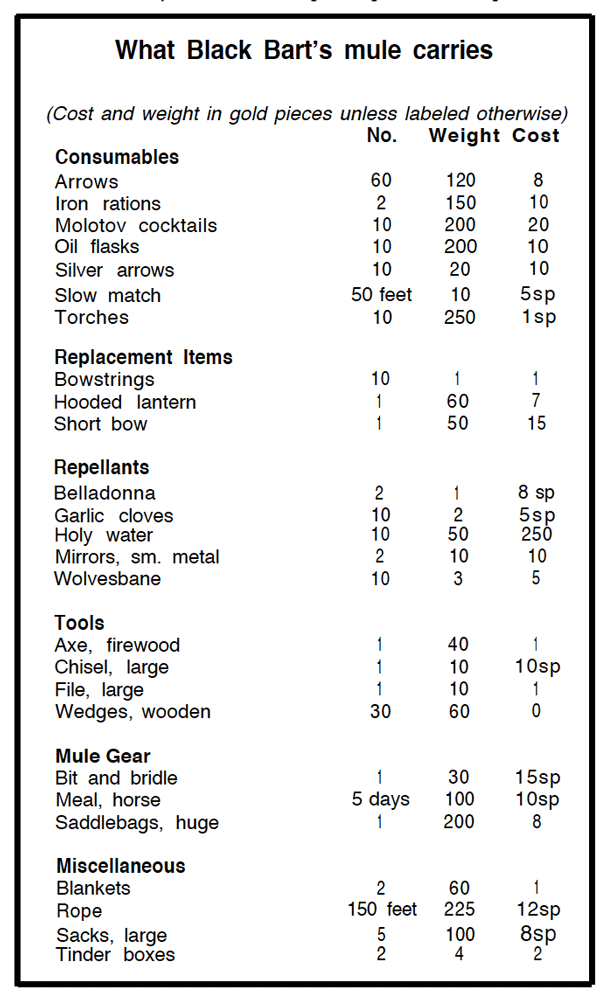 What Black Bart's mule carries
(Cost and weight in gold pieces unless labeled otherwise)
No. Weight Cost
Consumables
Arrows 60 120 8
Iron rations 2 150 10
Molotov cocktails 10 200 20
Oil flasks 10 200 10
Silver arrows 10 20 10
Slow match 50 feet 10 5sp
Torches 10 250 1sp
Replacement Items
Bowstrings 10 1 1
Hooded lantern 1 60 7
Short bow 1 50 15
Repellants
Belladonna 2 1 8 sp
Garlic cloves 10 2 5sp
Holy water 10 50 250
Mirrors, sm. metal 2 10 10
Wolvesbane 10 3 5
Tools
Axe, firewood 1 40 1
Chisel, large 1 10 10sp
File, large 1 10 1
Wedges, wooden 30 60 0
Mule Gear
Bit and bridle 1 30 15sp
Meal, horse 5 days 100 10sp
Saddlebags, huge 1 200 8
Miscellaneous
Blankets 2 60 1
Rope 150 feet 225 12sp
Sacks, large 5 100 8sp
Tinder boxes 2 4 2